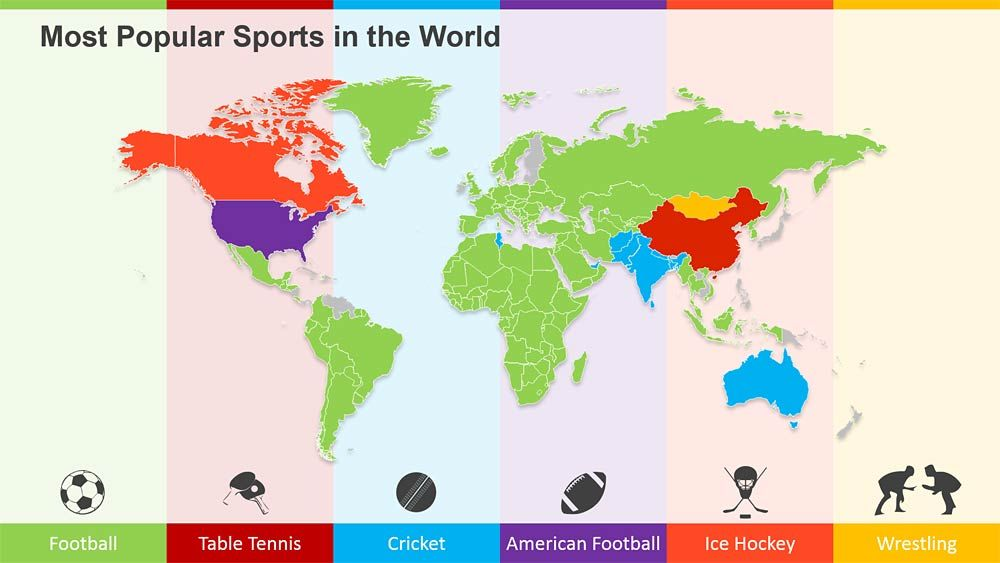 Most Popular Sports in the World
Football
Table Tennis
Cricket
American Football
Ice Hockey
Wrestling